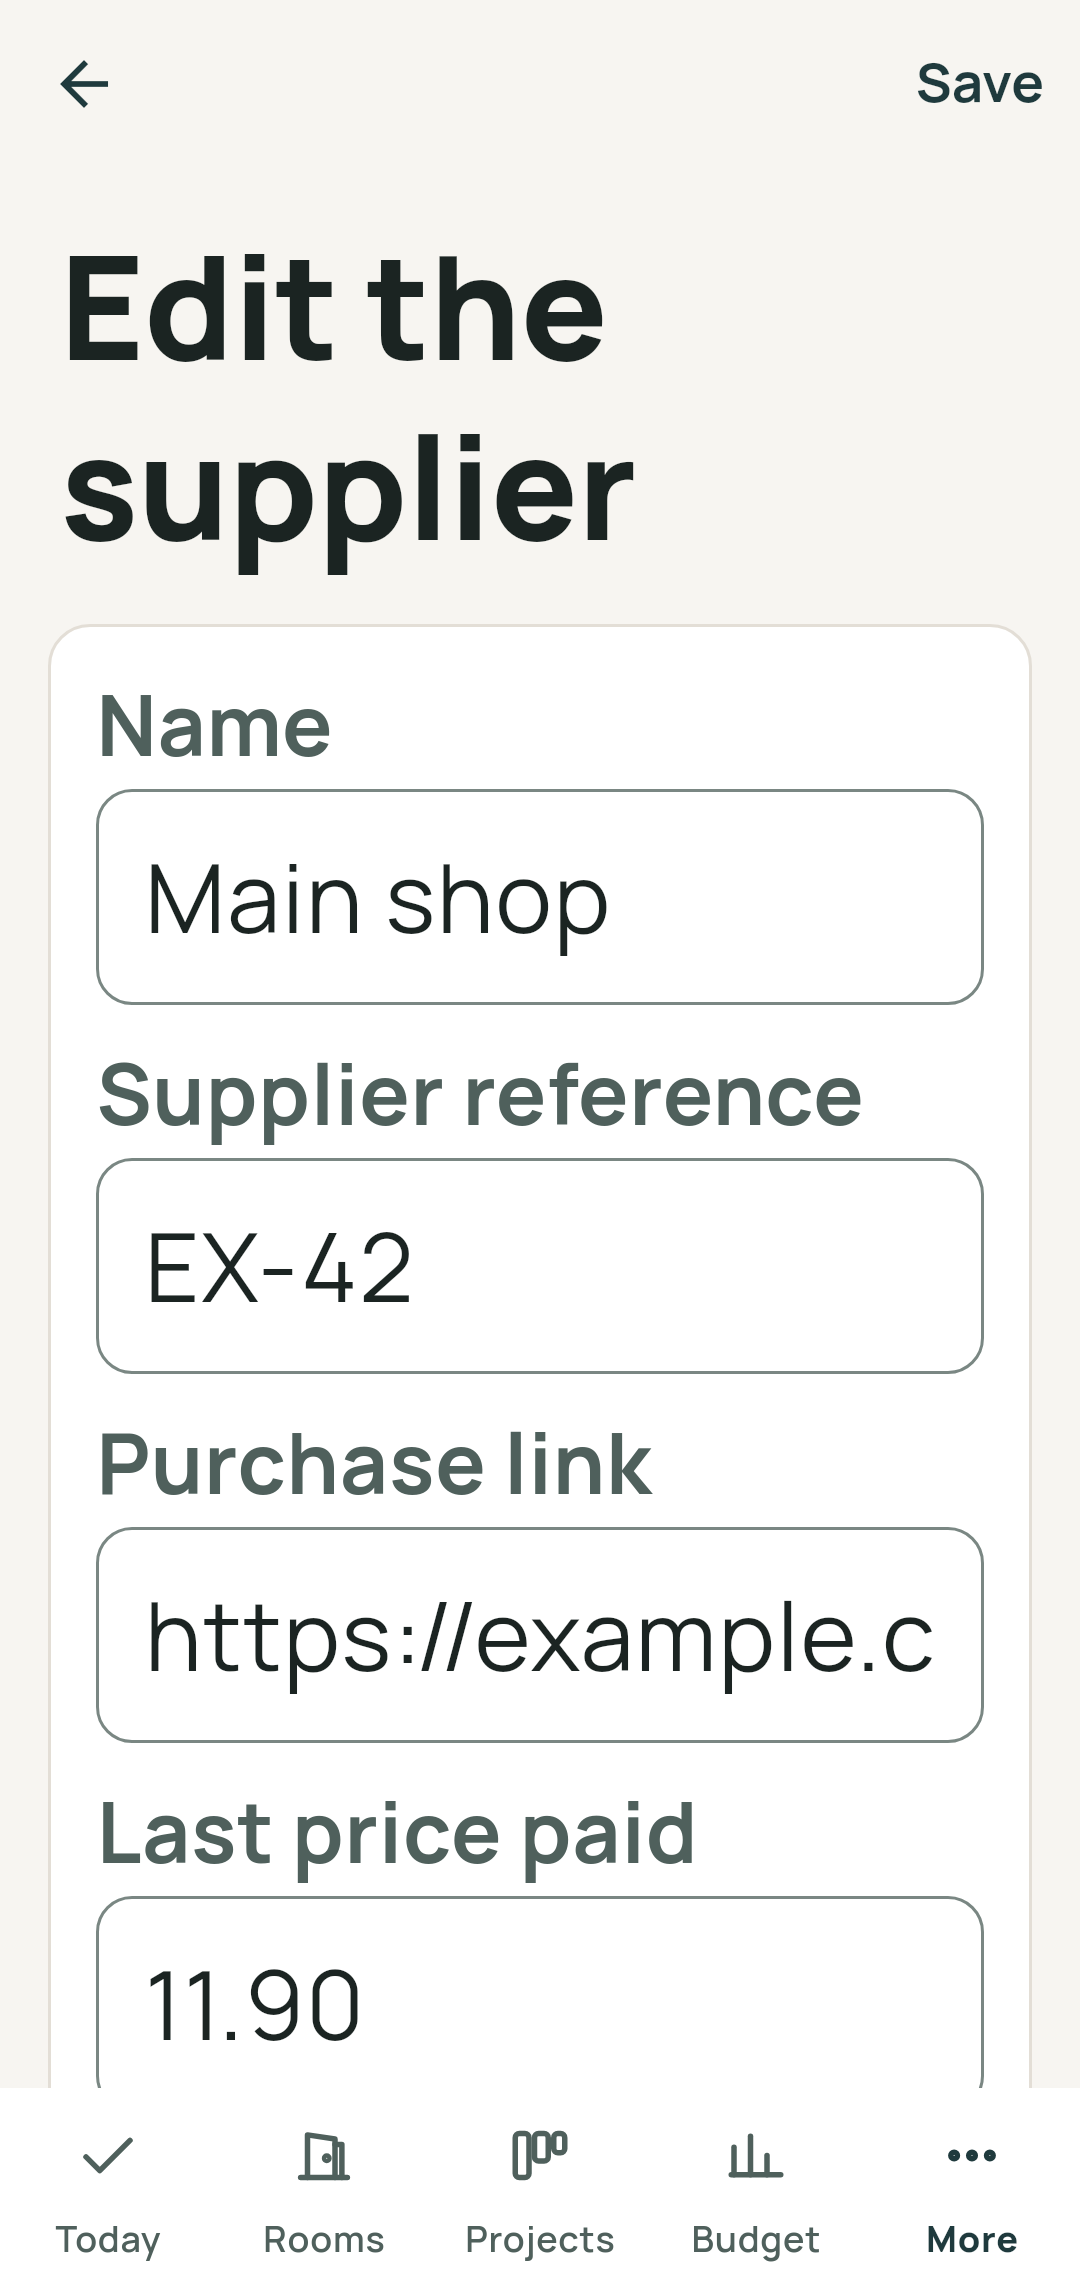 Save
Edit the
supplier
Name
Main shop
Supplier reference
EX-42
Purchase link
https://example.c
Last price paid
11.90
Today
Rooms
Projects
Budget
More